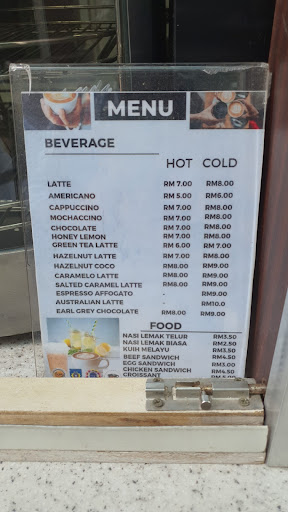 MENU
BEVERAGE
HOT COLD
LATTE RM 7.00 RM8.00
AMERICANO RM 5.00 RM6.00
CAPPUCCINO RM 7.00 RM8.00
MOCHACCINO RM 7.00 RM8.00
CHOCOLATE RM 7.00 RM8.00
HONEY LEMON RM 7.00 RM8.00
GREEN TEA LATTE RM 6.00 RM 7.00
HAZELNUT LATTE RM 7.00 RM8.00
HAZELNUT COCO RM8.00 RM9.00
CARAMELO LATTE RM8.00 RM9.00
SALTED CARAMEL LATTE RM8.00 RM9.00
ESPRESSO AFFOGATO - RM9.00
AUSTRALIAN LATTE - RM10.0
EARL GREY CHOCOLATE RM8.00 RM9.00
FOOD
NASI LEMAK TELUR RM3.50
NASI LEMAK BIASA RM2.50
KUIH MELAYU RM3.50
BEEF SANDWICH RM4.50
EGG SANDWICH RM3.00
CHICKEN SANDWICH RM4.50
CROISSANT